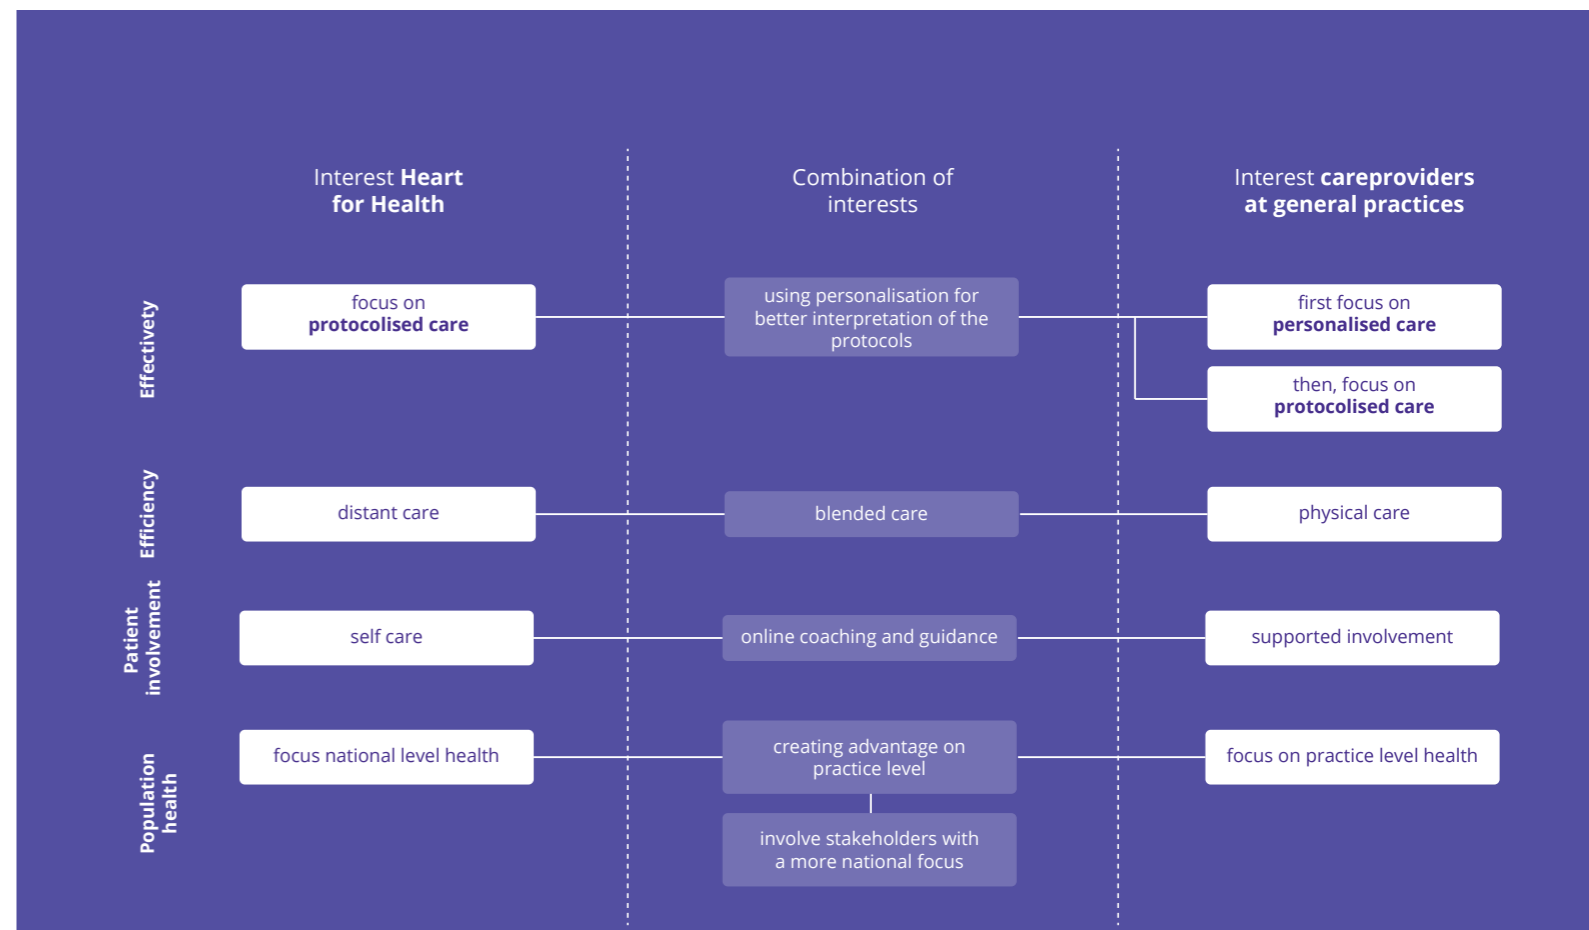 Interest Heart
for Health
Combination of
interests
Interest careproviders
at general practices
Effectivety
focus on
protocolised care
using personalisation for
better interpretation of the
protocols
first focus on
personalised care
then, focus on
protocolised care
Efficiency
distant care
blended care
physical care
Patient
involvement
self care
online coaching and guidance
supported involvement
Population
health
focus national level health
creating advantage on
practice level
focus on practice level health
involve stakeholders with
a more national focus